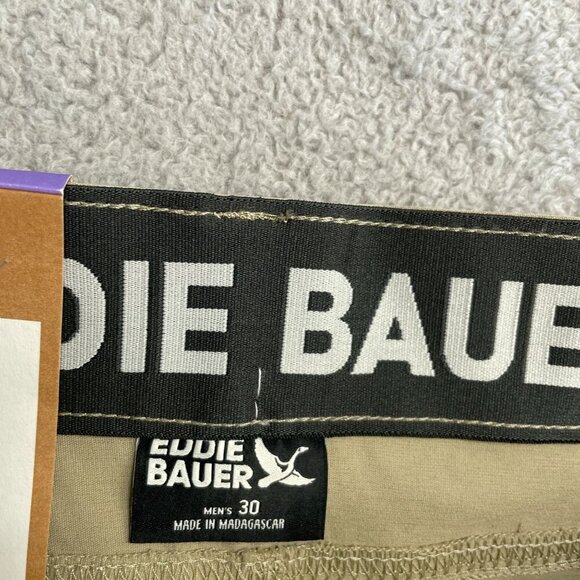 DIE BAUE
EDDIE
BAUER
MEN'S 30
MADE IN MADAGASCAR